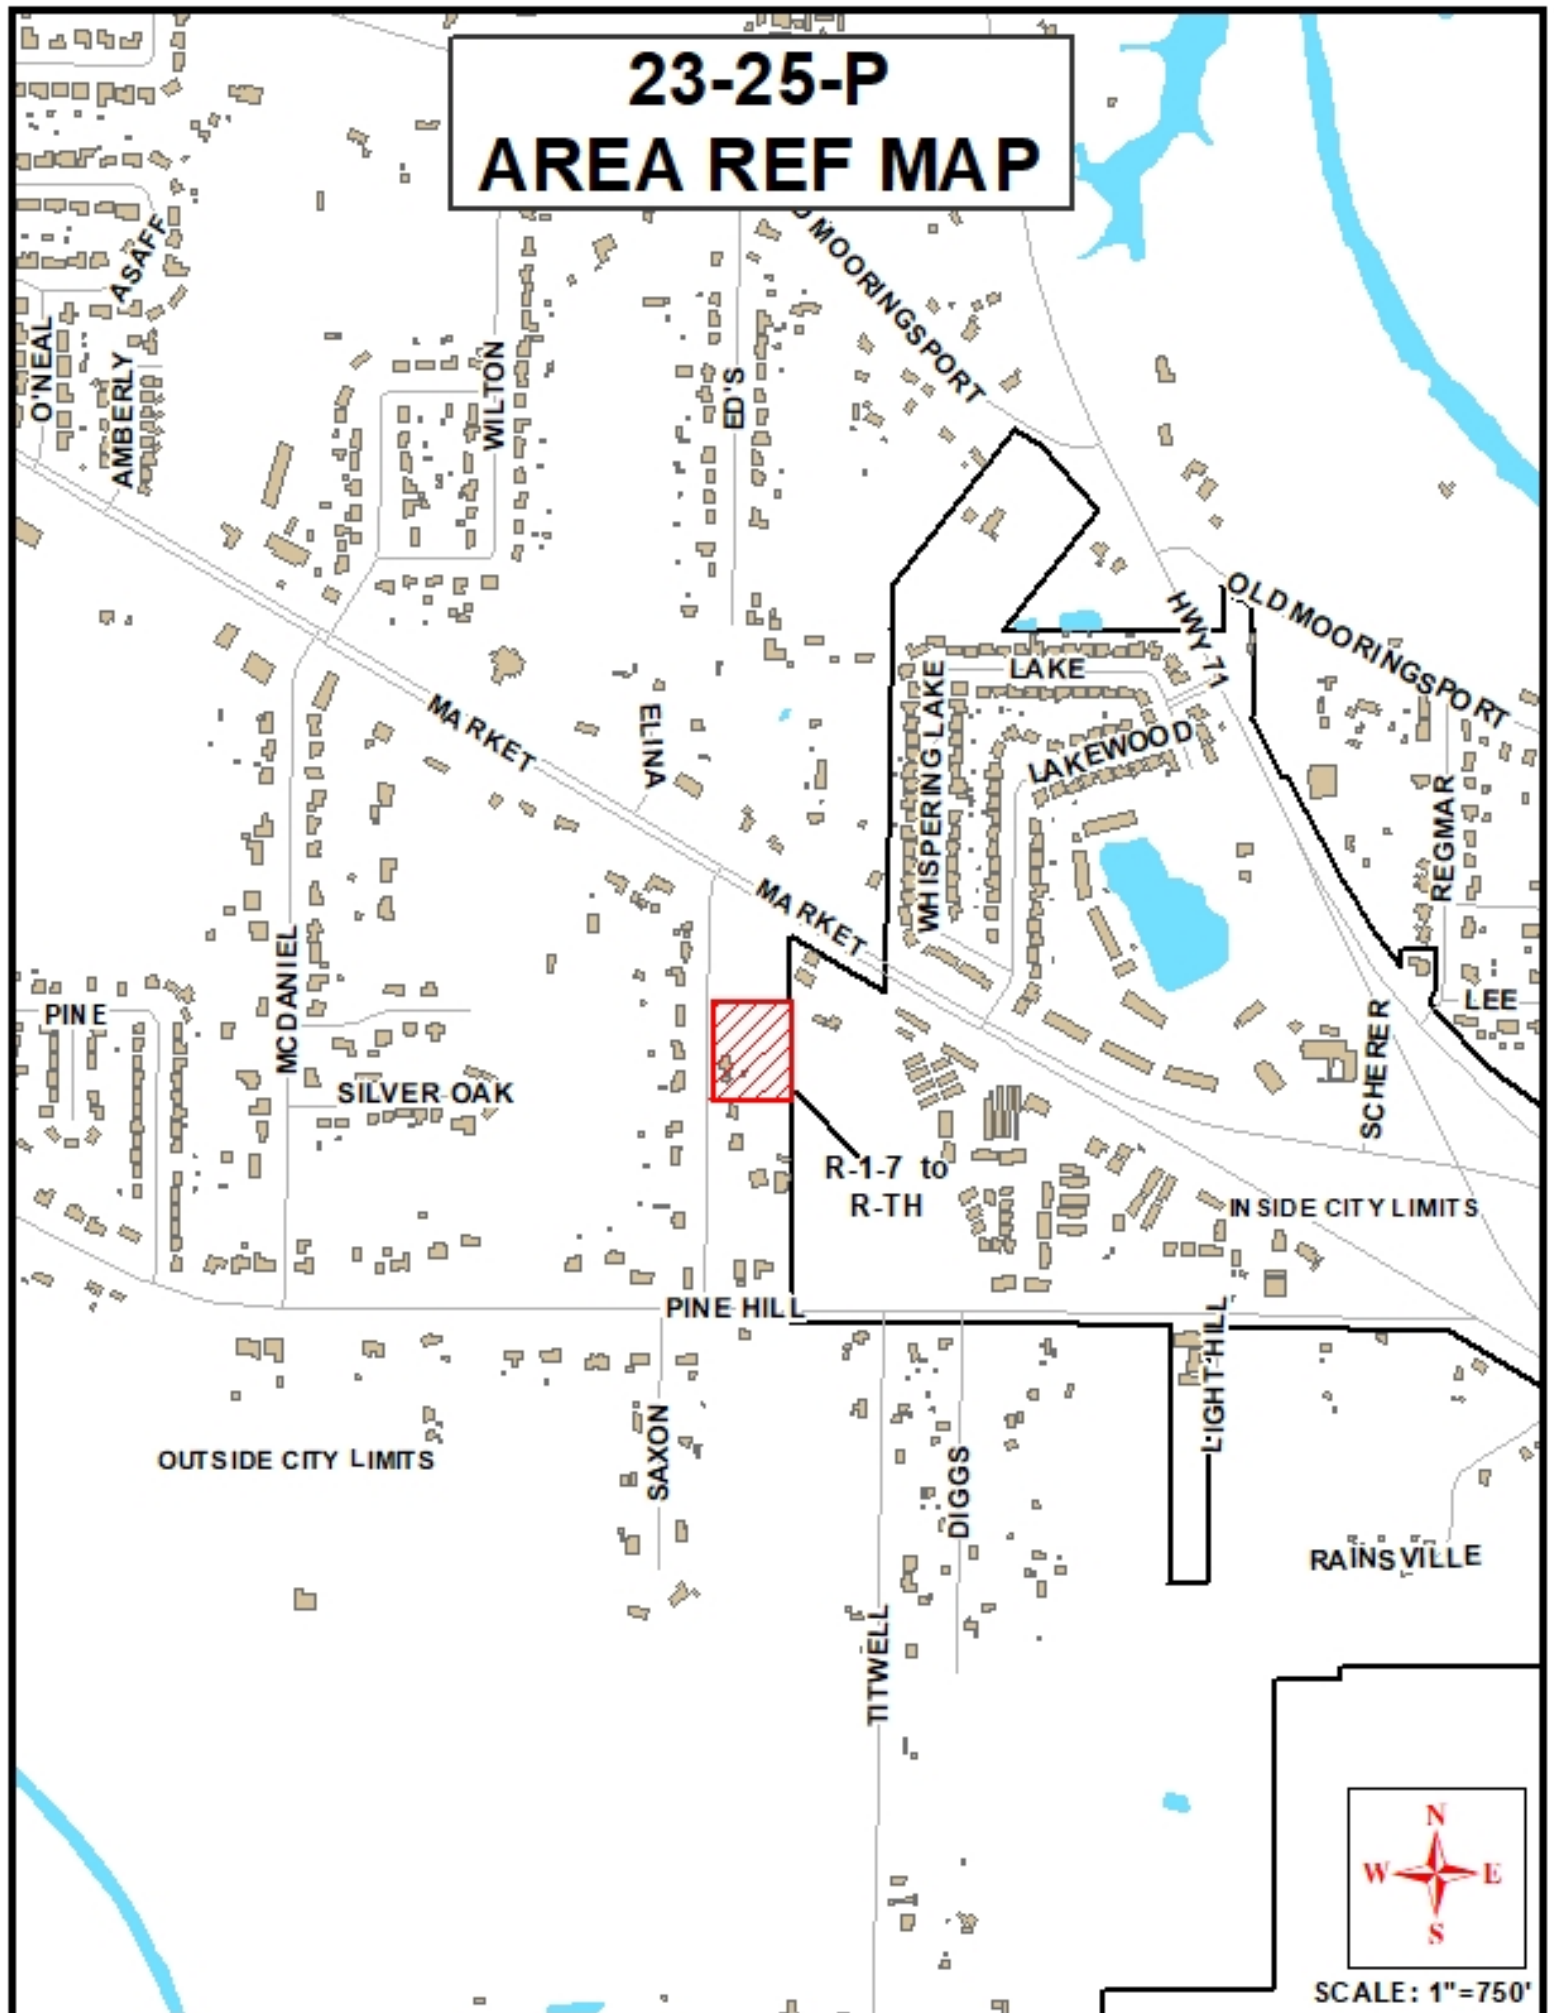 23-25-P
AREA REF MAP
ASAFF
O'NEAL
AMBERLY
WILTON
ED'S
MOORINGSPORT
OLD MOORINGSPORT
HWY 71
LAKE
WHISPERING LAKE
LAKEWOOD
MARKET
ELINA
REGMAR
MARKET
MCDANIEL
PINE
SILVER OAK
LEE
SCHERER
R-1-7 to
R-TH
INSIDE CITY LIMITS
PINE HILL
LIGHT HILL
OUTSIDE CITY LIMITS
SAXON
DIGGS
RAINSVILLE
TITWELL
N
W E
S
SCALE: 1"=750'